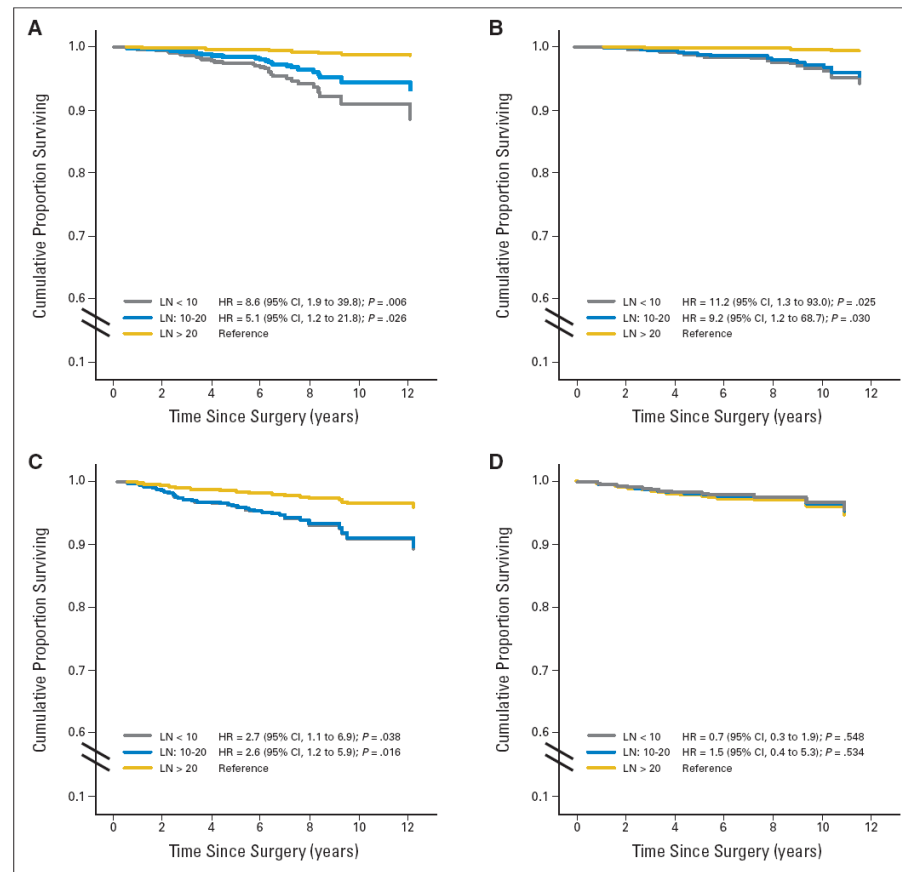 A
Cumulative Proportion Surviving
1.0
0.9
0.8
0.7
0.6
0.1
LN < 10 HR = 8.6 (95% CI, 1.9 to 39.8); P = .006
LN: 10-20 HR = 5.1 (95% CI, 1.2 to 21.8); P = .026
LN > 20 Reference
0 2 4 6 8 10 12
Time Since Surgery (years)
B
Cumulative Proportion Surviving
1.0
0.9
0.8
0.7
0.6
0.1
LN < 10 HR = 11.2 (95% CI, 1.3 to 93.0); P = .025
LN: 10-20 HR = 9.2 (95% CI, 1.2 to 68.7); P = .030
LN > 20 Reference
0 2 4 6 8 10 12
Time Since Surgery (years)
C
Cumulative Proportion Surviving
1.0
0.9
0.8
0.7
0.6
0.1
LN < 10 HR = 2.7 (95% CI, 1.1 to 6.9); P = .038
LN: 10-20 HR = 2.6 (95% CI, 1.2 to 5.9); P = .016
LN > 20 Reference
0 2 4 6 8 10 12
Time Since Surgery (years)
D
Cumulative Proportion Surviving
1.0
0.9
0.8
0.7
0.6
0.1
LN < 10 HR = 0.7 (95% CI, 0.3 to 1.9); P = .548
LN: 10-20 HR = 1.5 (95% CI, 0.4 to 5.3); P = .534
LN > 20 Reference
0 2 4 6 8 10 12
Time Since Surgery (years)